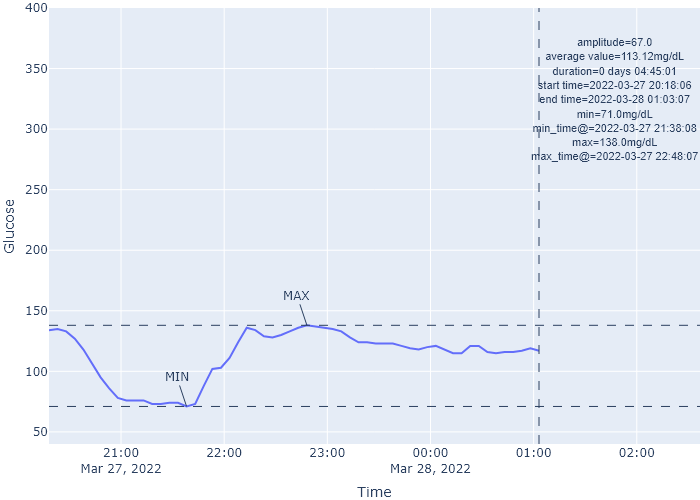 400
350
300
250
200
150
100
50
Glucose
amplitude=67.0
average value=113.12mg/dL
duration=0 days 04:45:01
start time=2022-03-27 20:18:06
end time=2022-03-28 01:03:07
min=71.0mg/dL
min_time@=2022-03-27 21:38:08
max=138.0mg/dL
max_time@=2022-03-27 22:48:07
MAX
MIN
21:00 22:00 23:00 00:00 01:00 02:00
Mar 27, 2022 Mar 28, 2022
Time